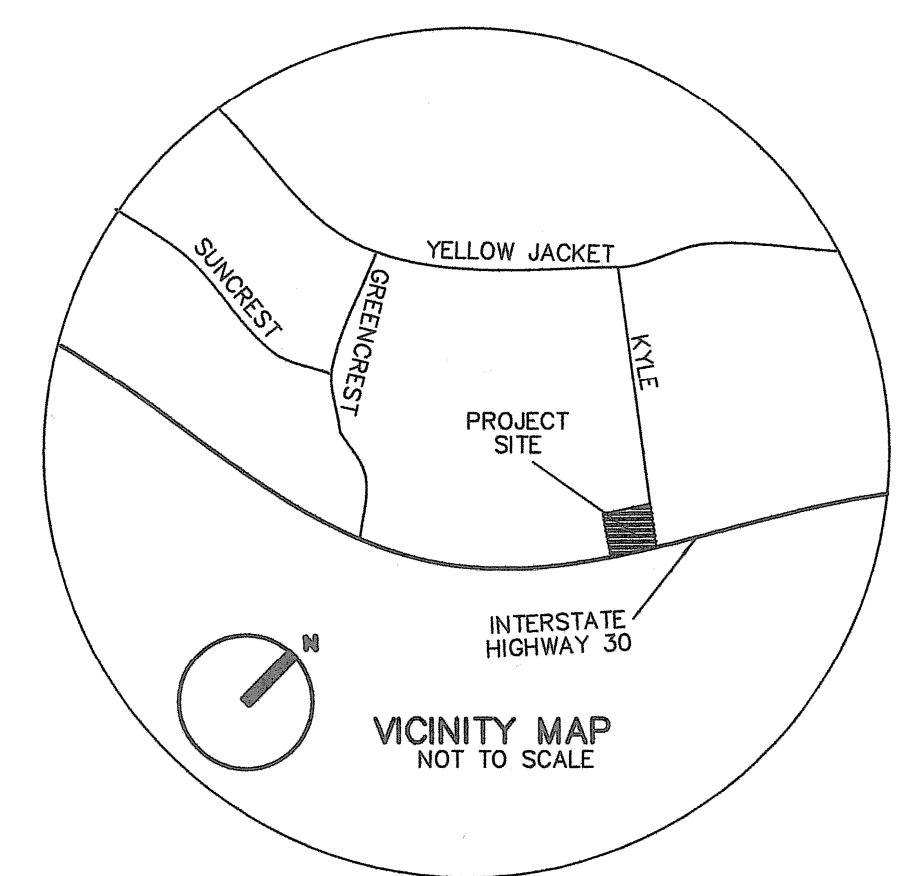 YELLOW JACKET
SUNCREST
GREENCREST
KYLE
PROJECT
SITE
INTERSTATE
HIGHWAY 30
N
VICINITY MAP
NOT TO SCALE